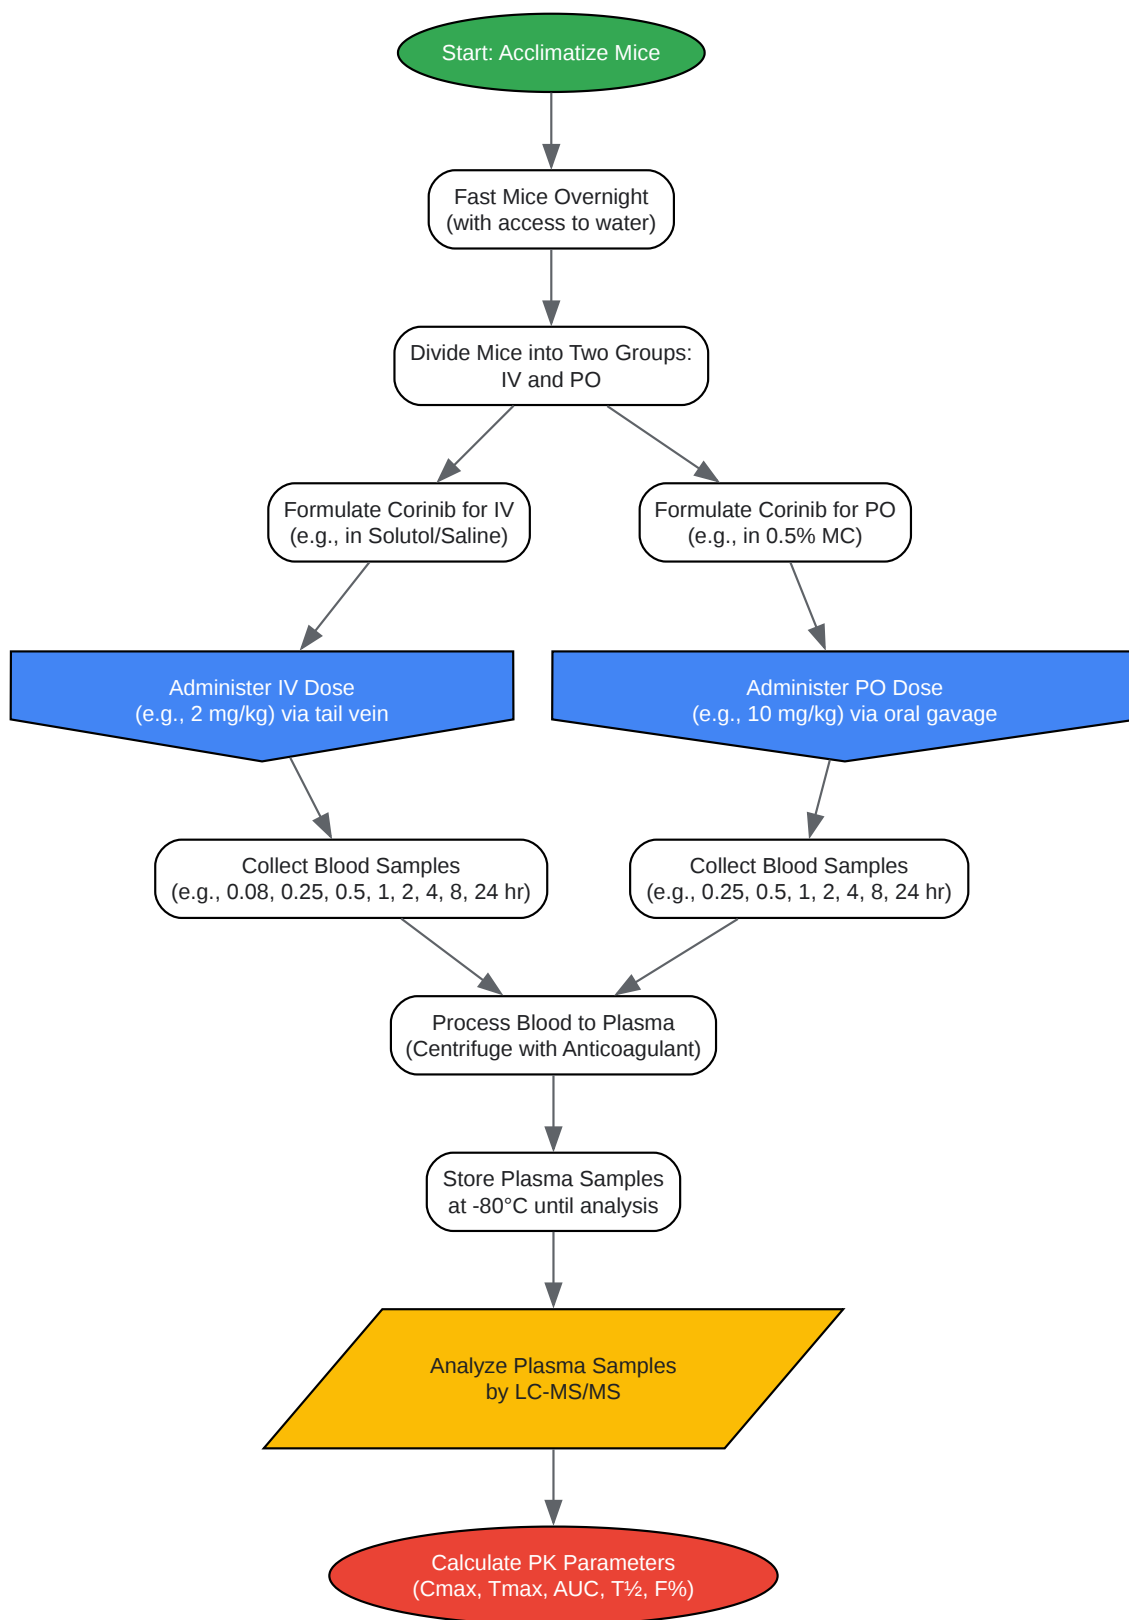 Start: Acclimatize Mice
Fast Mice Overnight
(with access to water)
Divide Mice into Two Groups:
IV and PO
Formulate Corinib for IV
(e.g., in Solutol/Saline)
Formulate Corinib for PO
(e.g., in 0.5% MC)
Administer IV Dose
(e.g., 2 mg/kg) via tail vein
Administer PO Dose
(e.g., 10 mg/kg) via oral gavage
Collect Blood Samples
(e.g., 0.08, 0.25, 0.5, 1, 2, 4, 8, 24 hr)
Collect Blood Samples
(e.g., 0.25, 0.5, 1, 2, 4, 8, 24 hr)
Process Blood to Plasma
(Centrifuge with Anticoagulant)
Store Plasma Samples
at -80°C until analysis
Analyze Plasma Samples
by LC-MS/MS
Calculate PK Parameters
(Cmax, Tmax, AUC, T½, F%)